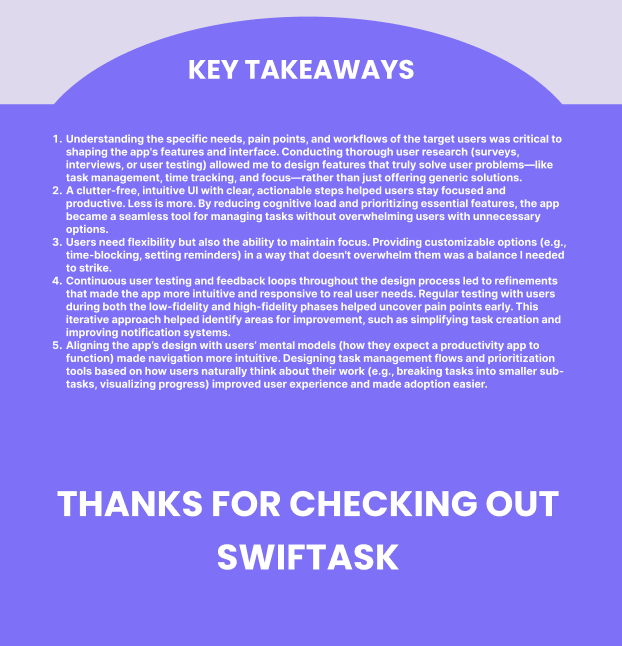 KEY TAKEAWAYS
1. Understanding the specific needs, pain points, and workflows of the target users was critical to
shaping the app's features and interface. Conducting thorough user research (surveys,
interviews, or user testing) allowed me to design features that truly solve user problems—like
task management, time tracking, and focus—rather than just offering generic solutions.
2. A clutter-free, intuitive UI with clear, actionable steps helped users stay focused and
productive. Less is more. By reducing cognitive load and prioritizing essential features, the app
became a seamless tool for managing tasks without overwhelming users with unnecessary
options.
3. Users need flexibility but also the ability to maintain focus. Providing customizable options (e.g.,
time-blocking, setting reminders) in a way that doesn't overwhelm them was a balance I needed
to strike.
4. Continuous user testing and feedback loops throughout the design process led to refinements
that made the app more intuitive and responsive to real user needs. Regular testing with users
during both the low-fidelity and high-fidelity phases helped uncover pain points early. This
iterative approach helped identify areas for improvement, such as simplifying task creation and
improving notification systems.
5. Aligning the app's design with users' mental models (how they expect a productivity app to
function) made navigation more intuitive. Designing task management flows and prioritization
tools based on how users naturally think about their work (e.g., breaking tasks into smaller sub-
tasks, visualizing progress) improved user experience and made adoption easier.
THANKS FOR CHECKING OUT
SWIFTASK